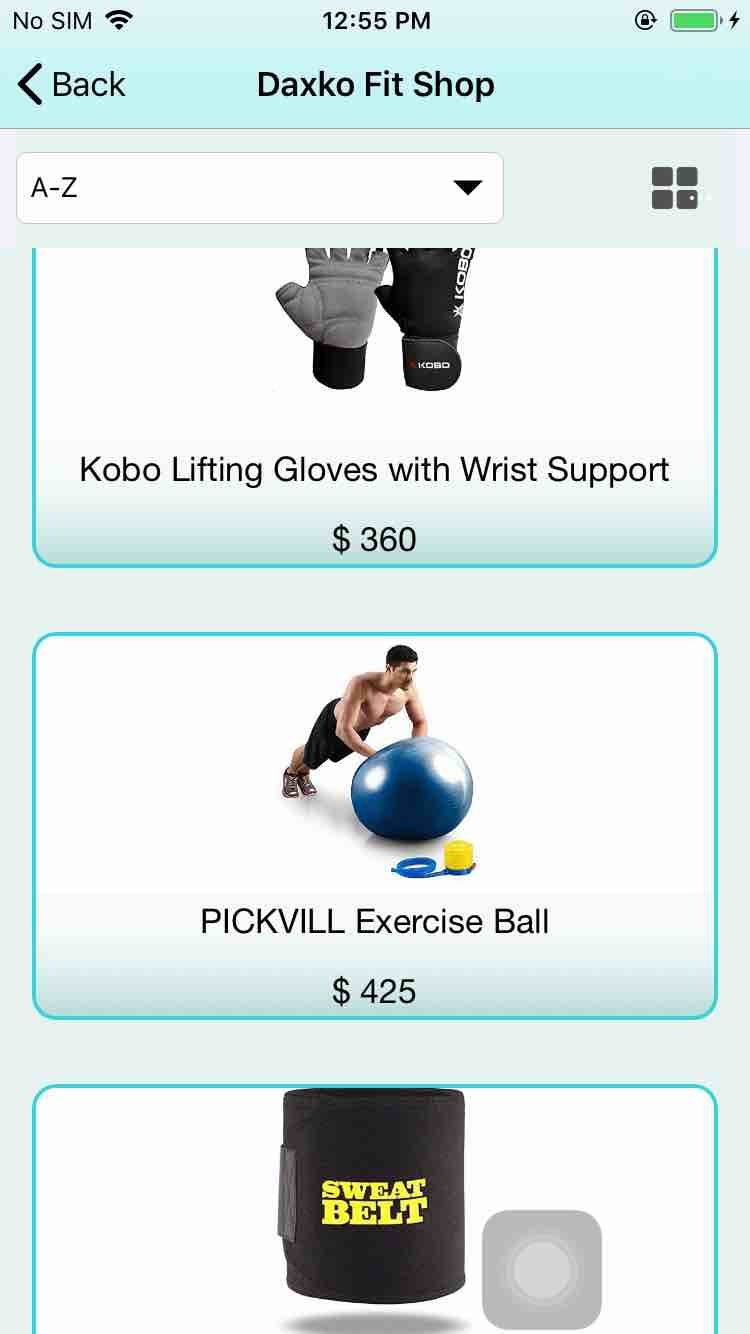 No SIM 12:55 PM
Back Daxko Fit Shop
A-Z
KOBO
KOBO
Kobo Lifting Gloves with Wrist Support
$ 360
PICKVILL Exercise Ball
$ 425
SWEAT
BELT